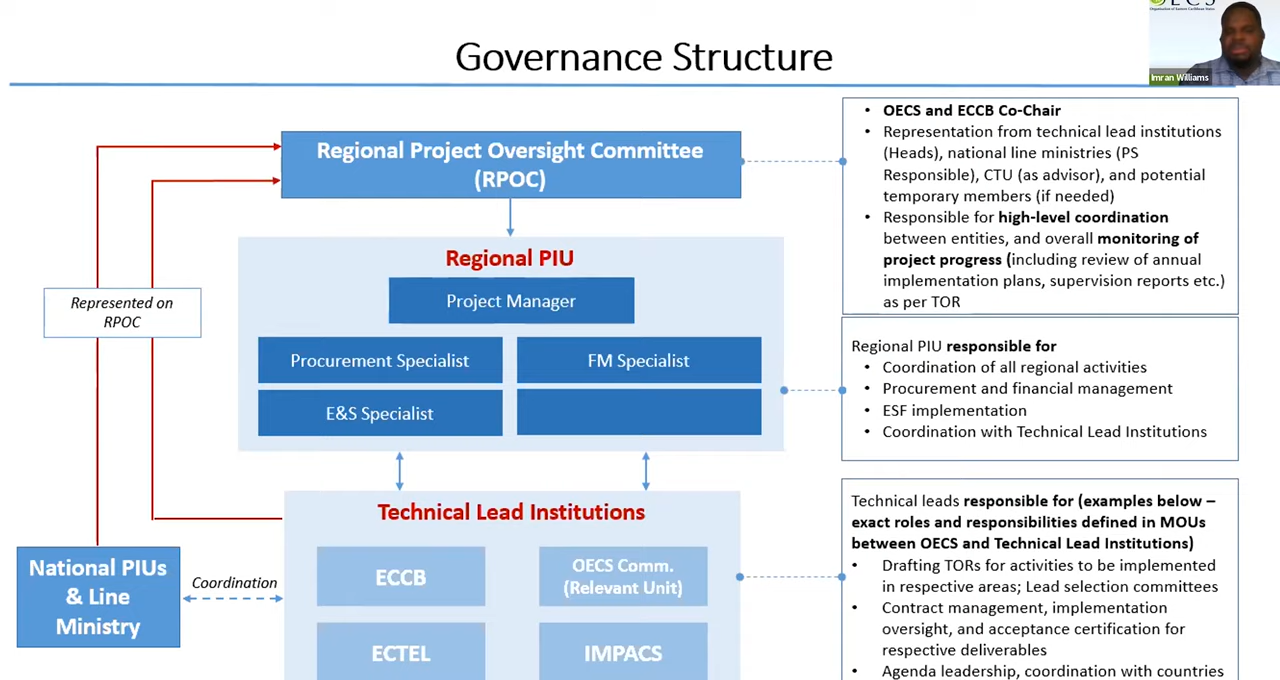 Organisation of Eastern Caribbean States
Imran Williams
Governance Structure
Regional Project Oversight Committee
(RPOC)
Represented on
RPOC
Regional PIU
Project Manager
Procurement Specialist
FM Specialist
E&S Specialist
Technical Lead Institutions
ECCB
OECS Comm.
(Relevant Unit)
ECTEL
IMPACS
National PIUs
& Line
Ministry
Coordination
• OECS and ECCB Co-Chair
• Representation from technical lead institutions
(Heads), national line ministries (PS
Responsible), CTU (as advisor), and potential
temporary members (if needed)
• Responsible for high-level coordination
between entities, and overall monitoring of
project progress (including review of annual
implementation plans, supervision reports etc.)
as per TOR
Regional PIU responsible for
• Coordination of all regional activities
• Procurement and financial management
• ESF implementation
• Coordination with Technical Lead Institutions
Technical leads responsible for (examples below –
exact roles and responsibilities defined in MOUs
between OECS and Technical Lead Institutions)
• Drafting TORs for activities to be implemented
in respective areas; Lead selection committees
• Contract management, implementation
oversight, and acceptance certification for
respective deliverables
• Agenda leadership, coordination with countries